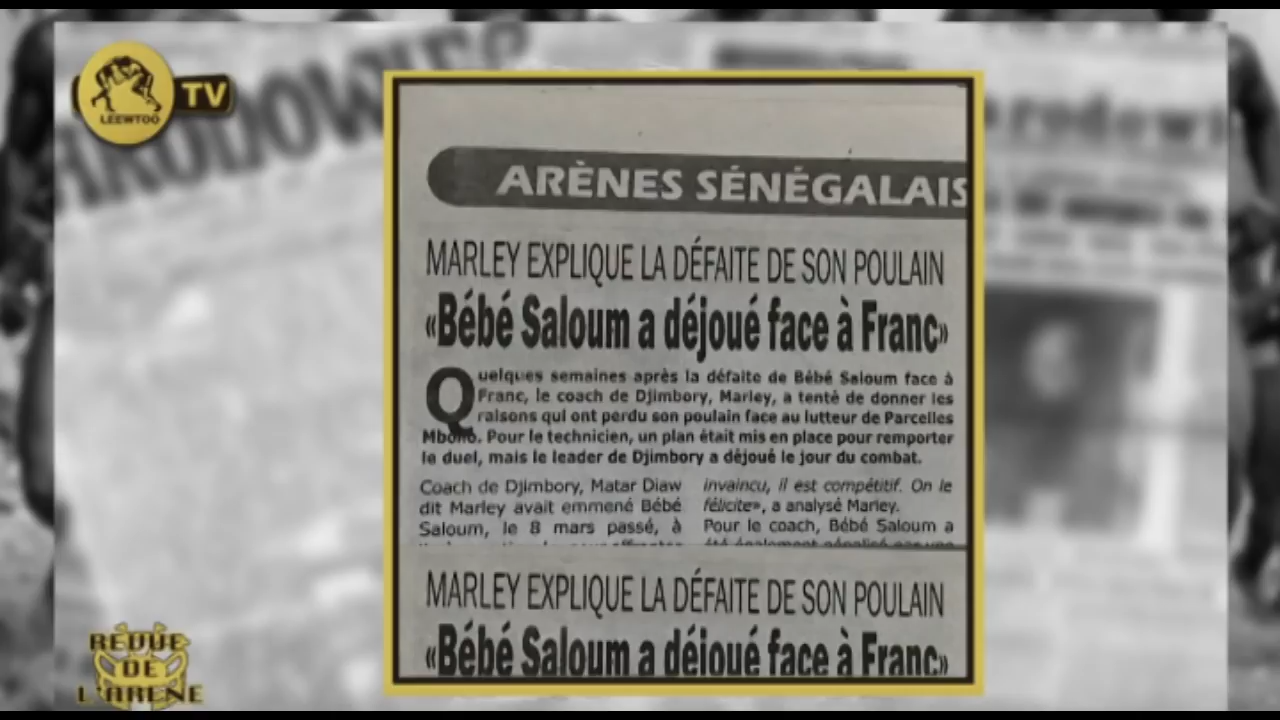 LEEWTOO
TV
ARÈNES SÉNÉGALAIS
MARLEY EXPLIQUE LA DÉFAITE DE SON POULAIN
«Bébé Saloum a déjoué face à Franc»
Quelques semaines après la défaite de Bébé Saloum face à
Franc, le coach de Djimbory, Marley, a tenté de donner les
raisons qui ont perdu son poulain face au lutteur de Parcelles
Mbollo. Pour le technicien, un plan était mis en place pour remporter
le duel, mais le leader de Djimbory a déjoué le jour du combat.
Coach de Djimbory, Matar Diaw
dit Marley avait emmené Bébé
Saloum, le 8 mars passé, à
invaincu, il est compétitif. On le
félicite», a analysé Marley.
Pour le coach, Bébé Saloum a
été également pénalisé par une
MARLEY EXPLIQUE LA DÉFAITE DE SON POULAIN
«Bébé Saloum a déjoué face à Franc»
REVUE
DE
L'ARENE